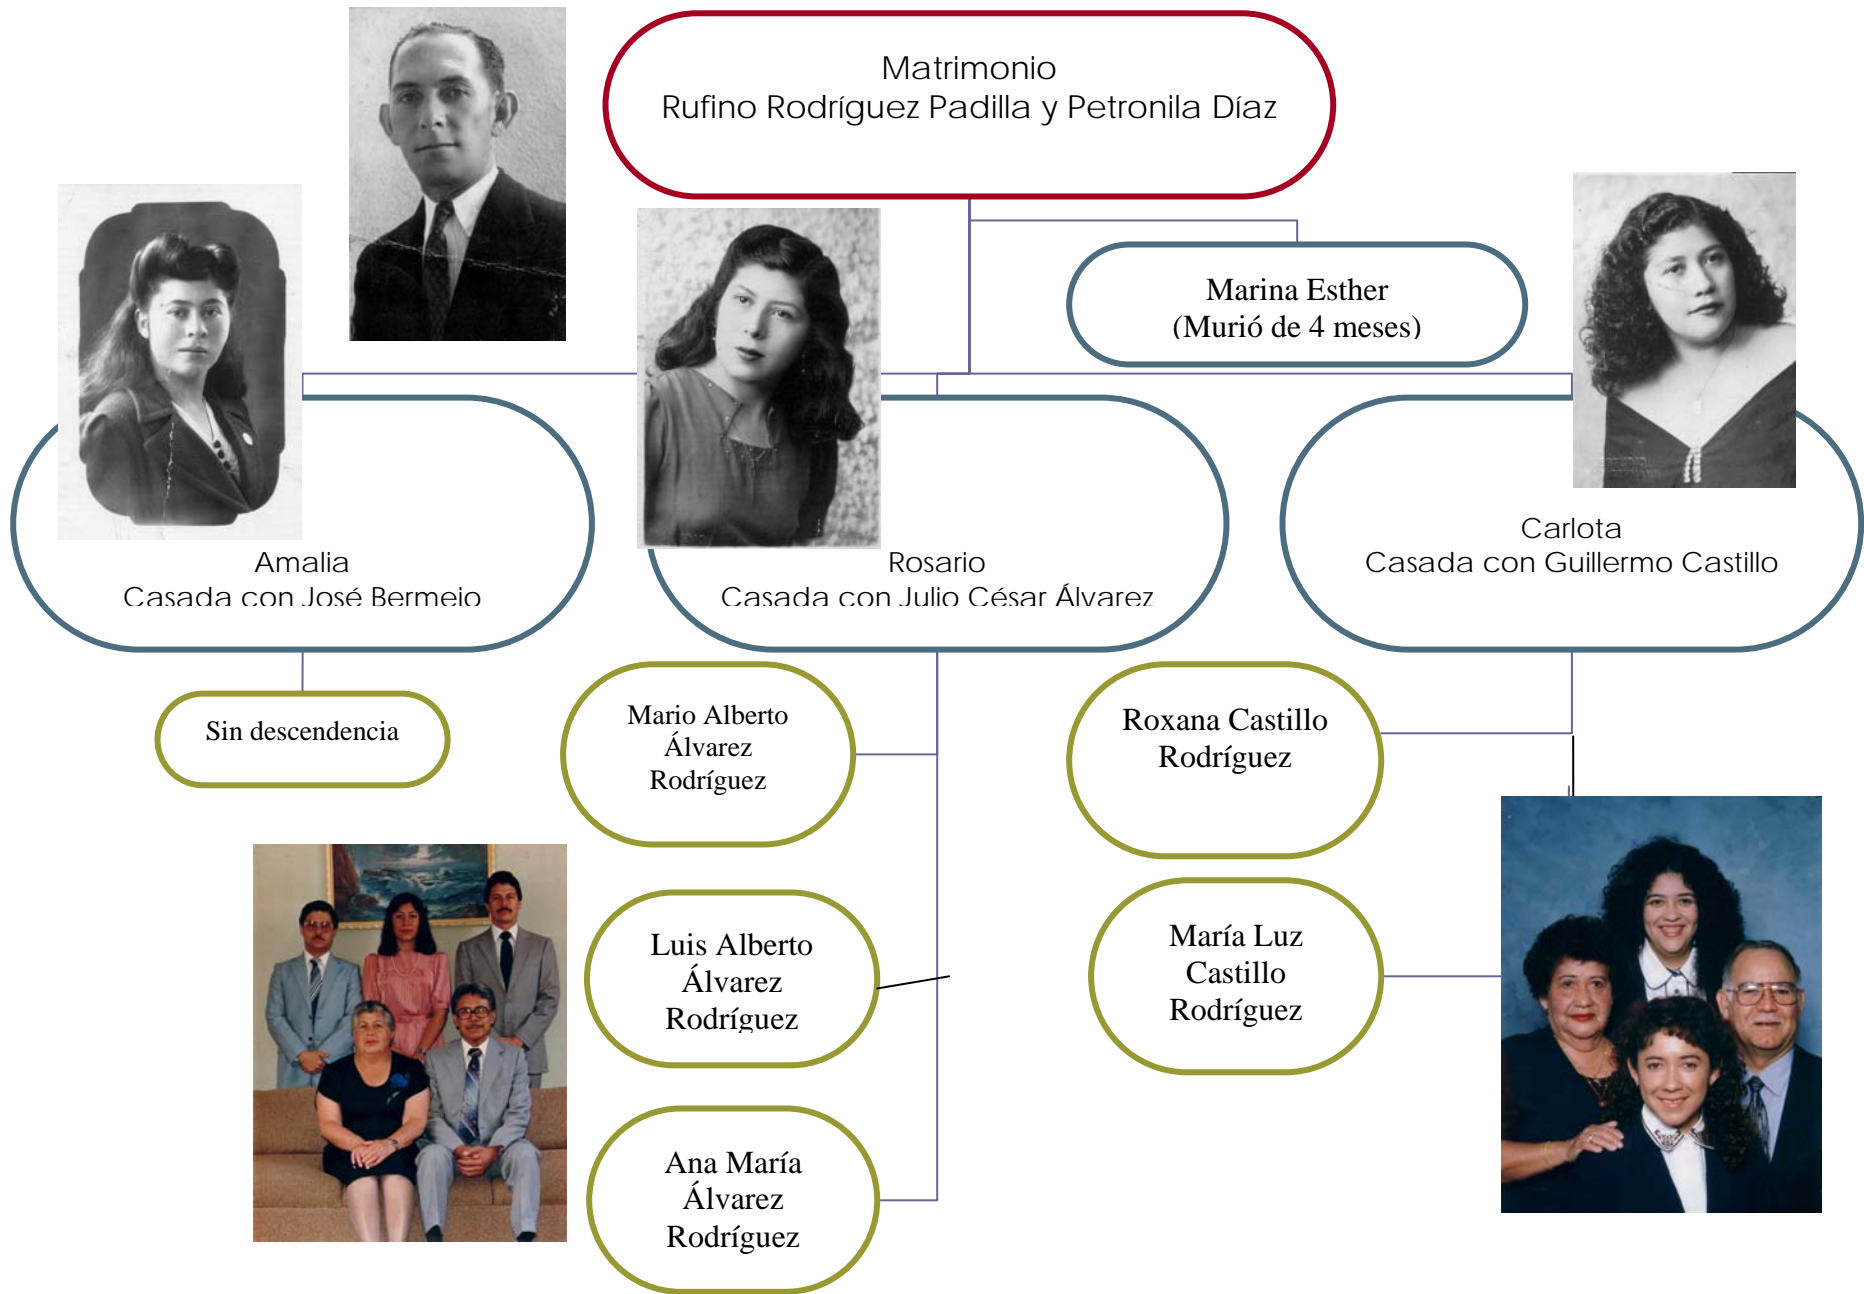 Matrimonio
Rufino Rodríguez Padilla y Petronila Díaz
Marina Esther
(Murió de 4 meses)
Amalia
Casada con José Bermejo
Rosario
Casada con Julio César Álvarez
Carlota
Casada con Guillermo Castillo
Sin descendencia
Mario Alberto
Álvarez
Rodríguez
Luis Alberto
Álvarez
Rodríguez
Ana María
Álvarez
Rodríguez
Roxana Castillo
Rodríguez
María Luz
Castillo
Rodríguez